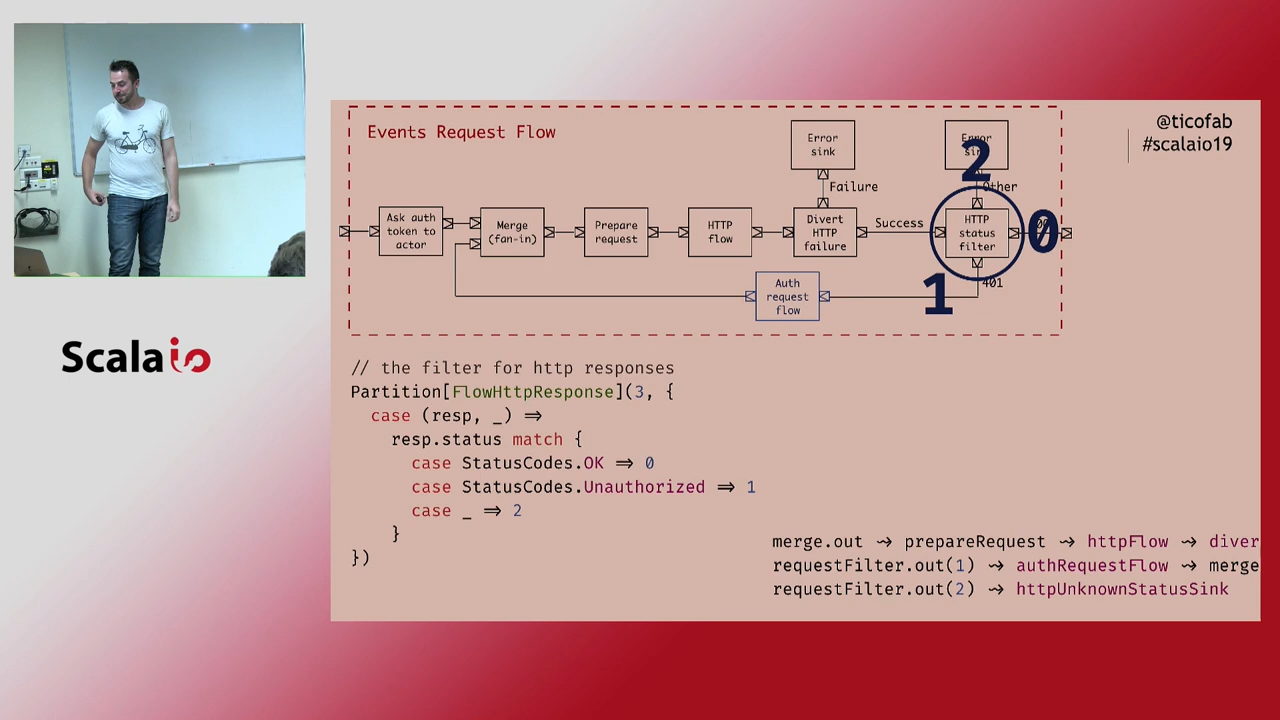 @ticofab
#scalaio19
Events Request Flow
Error
sink
Error
2
Failure
Other
Ask auth
token to
actor
Merge
(fan-in)
Prepare
request
HTTP
flow
Divert
HTTP
failure
Success
HTTP
status
filter
0
Auth
request
flow
1
401
Scalaio
// the filter for http responses
Partition[FlowHttpResponse](3, {
case (resp, _) ⇒
resp.status match {
case StatusCodes.OK ⇒ 0
case StatusCodes.Unauthorized ⇒ 1
case _ ⇒ 2
}
})
merge.out ~> prepareRequest ~> httpFlow ~> diver
requestFilter.out(1) ~> authRequestFlow ~> merge
requestFilter.out(2) ~> httpUnknownStatusSink